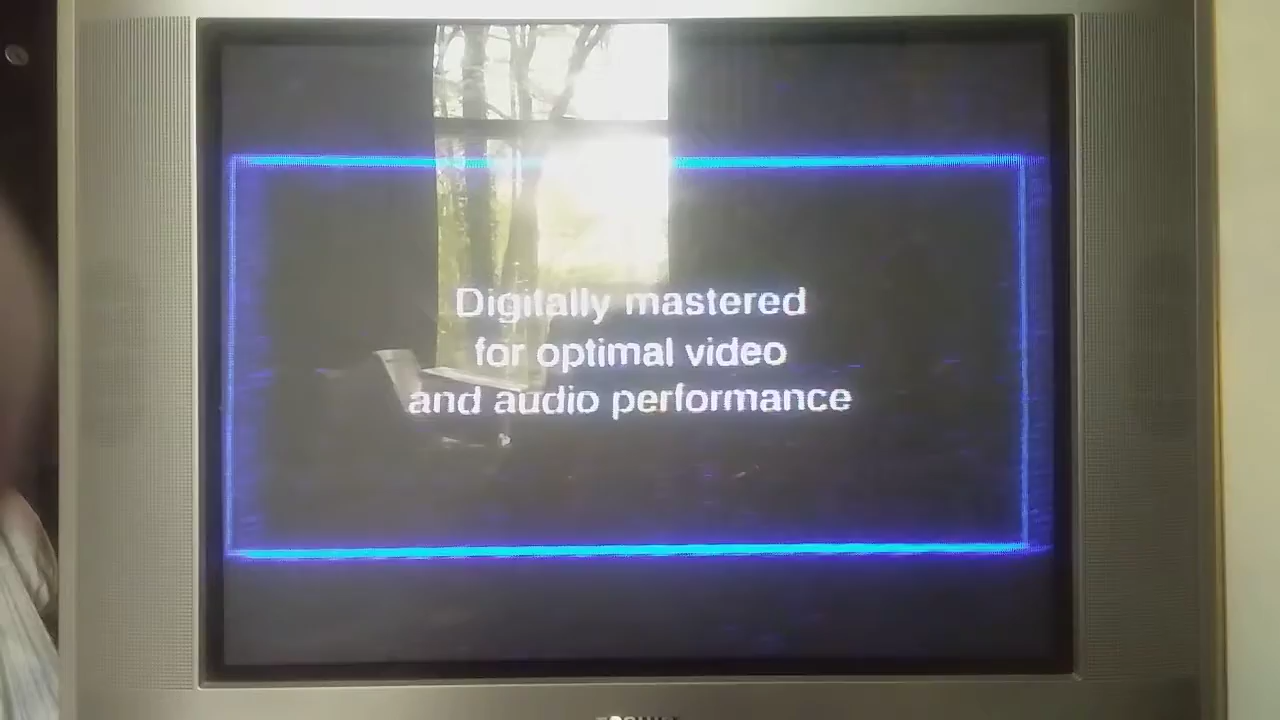 Digitally mastered
for optimal video
and audio performance